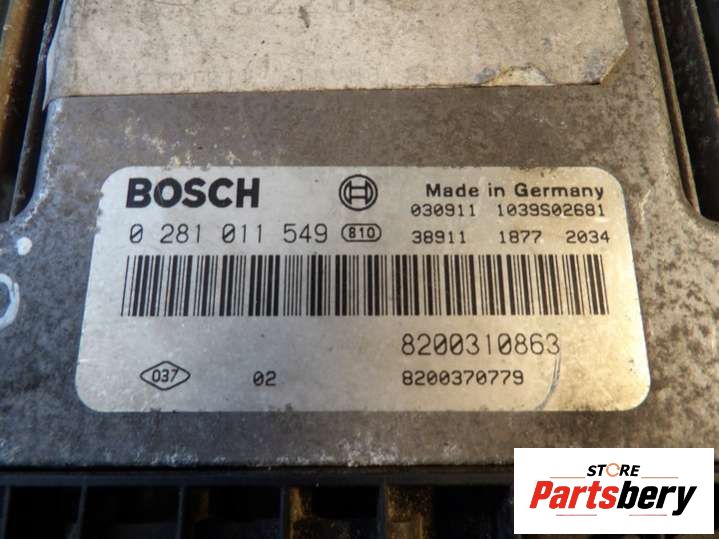 BOSCH
Made in Germany
030911 1039S02681
0 281 011 549 810
38911 1877 2034
8200310863
037 02 8200370779
STORE
Partsbery